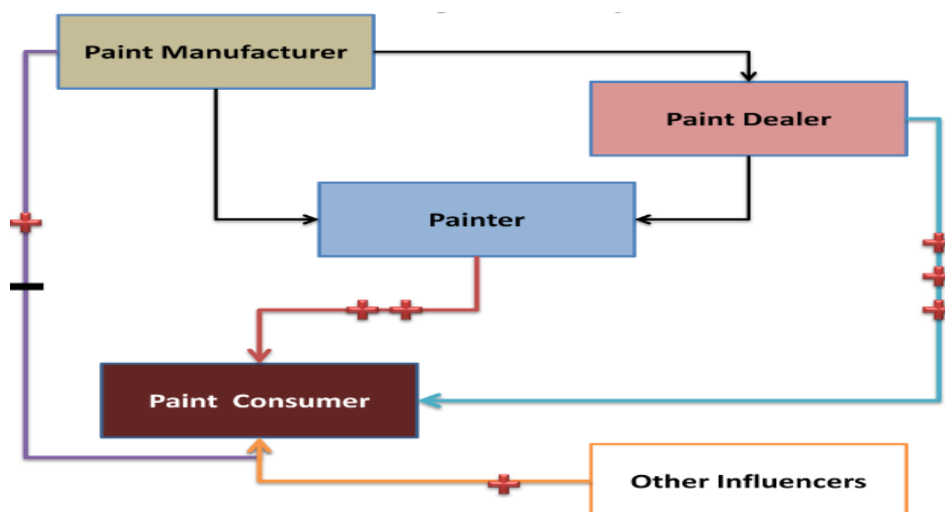 Paint Manufacturer
Paint Dealer
Painter
Paint Consumer
Other Influencers